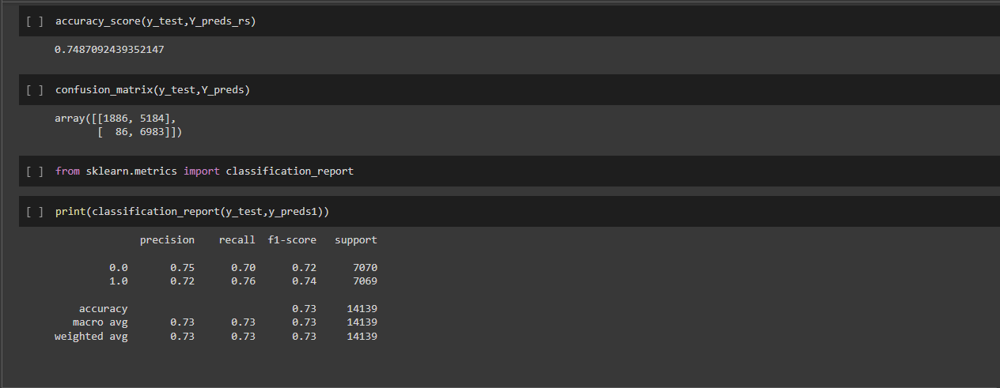 [ ] accuracy_score(y_test,Y_preds_rs)
0.7487092439352147
[ ] confusion_matrix(y_test,Y_preds)
array([[1886, 5184],
       [  86, 6983]])
[ ] from sklearn.metrics import classification_report
[ ] print(classification_report(y_test,y_preds1))
              precision    recall  f1-score   support
         0.0       0.75      0.70      0.72      7070
         1.0       0.72      0.76      0.74      7069
    accuracy                           0.73     14139
   macro avg       0.73      0.73      0.73     14139
weighted avg       0.73      0.73      0.73     14139